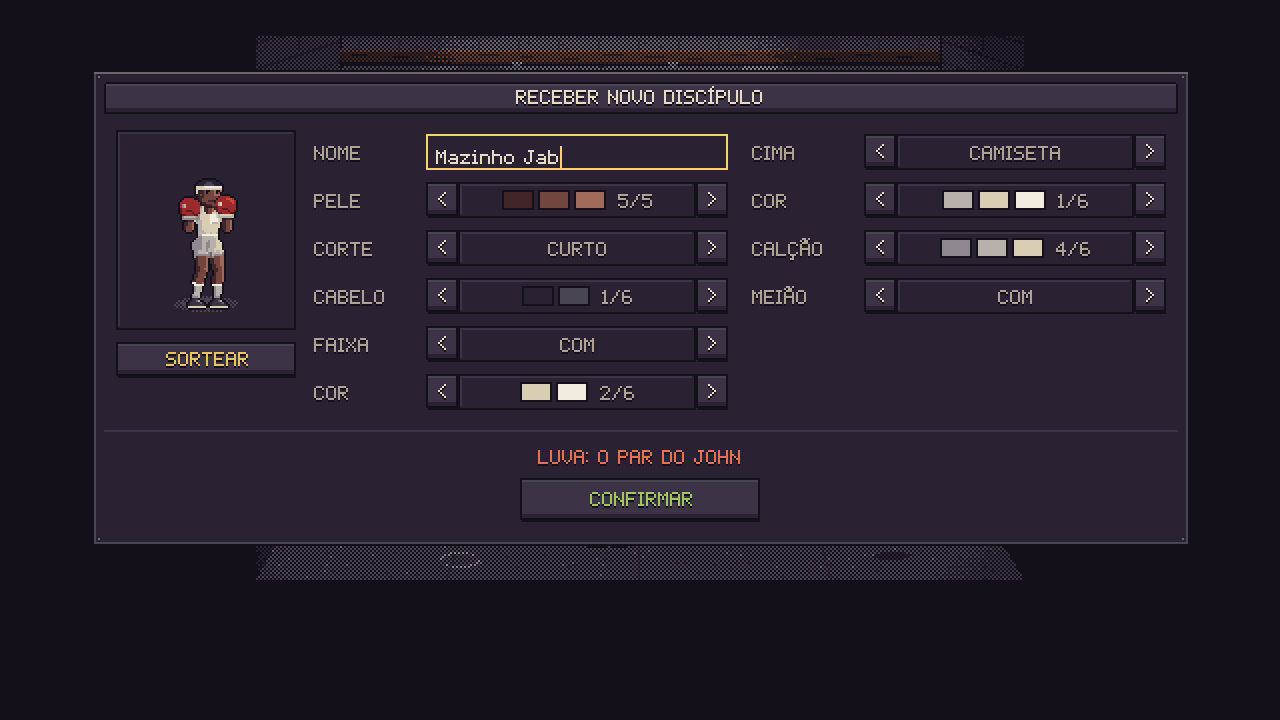 RECEBER NOVO DISCÍPULO
NOME
Mazinho Jab
PELE
5/5
CORTE
CURTO
CABELO
1/6
FAIXA
COM
COR
2/6
CIMA
CAMISETA
COR
1/6
CALÇÃO
4/6
MEIÃO
COM
SORTEAR
LUVA: O PAR DO JOHN
CONFIRMAR